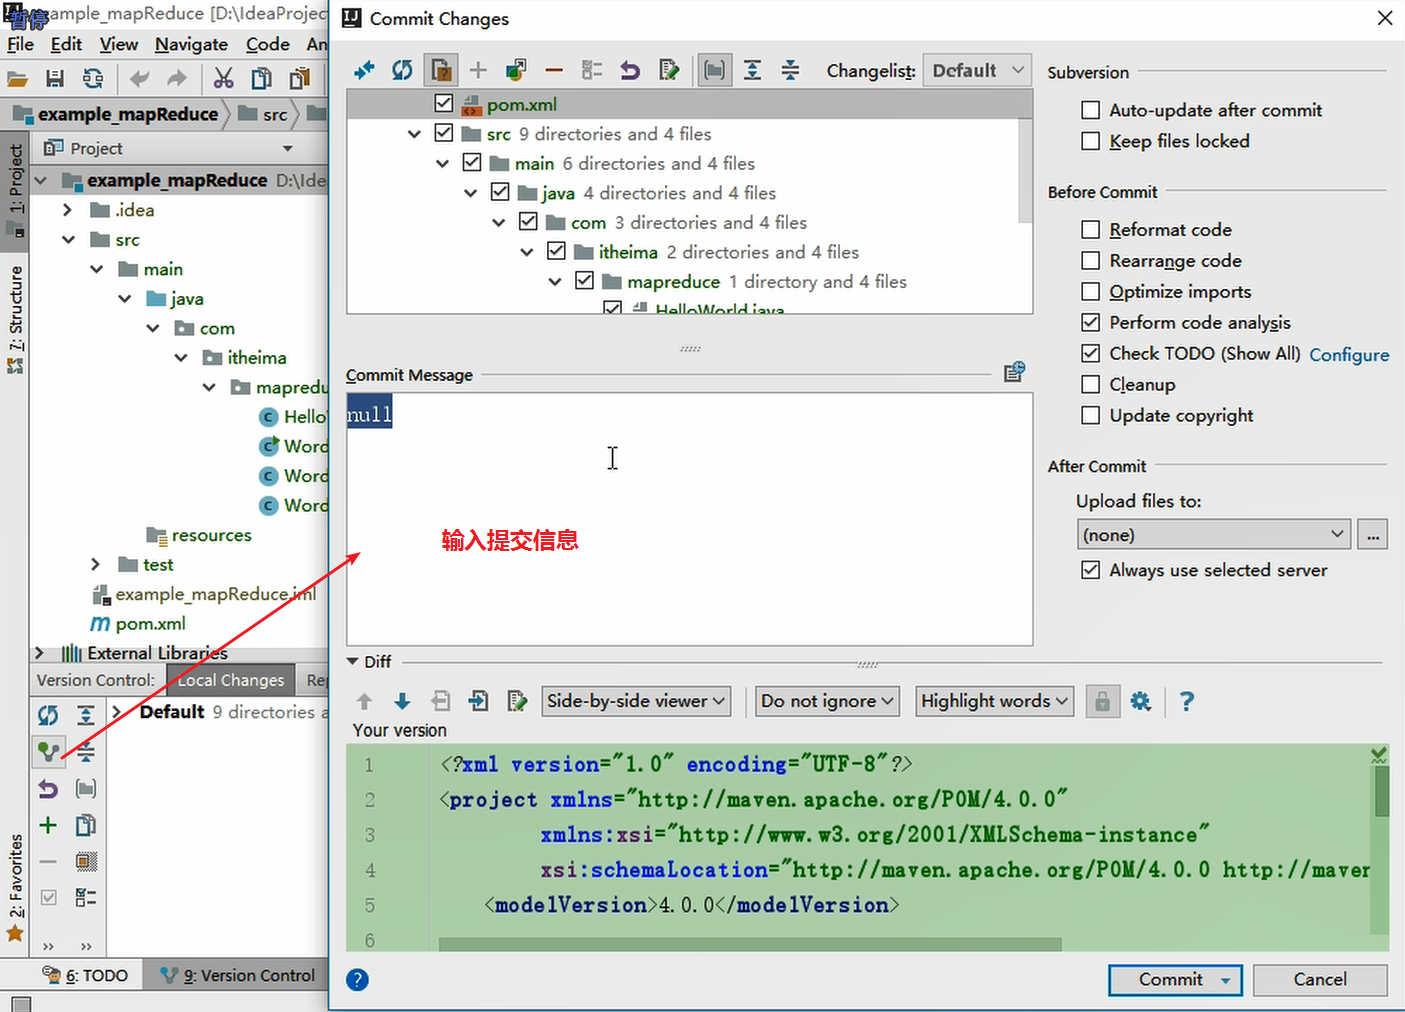 暂停
example_mapReduce [D:\IdeaProject
File Edit View Navigate Code An
example_mapReduce src
Project
1: Project
7: Structure
2: Favorites
example_mapReduce D:\Idea
.idea
src
main
java
com
itheima
mapredu
Hello
Word
Word
Word
resources
test
example_mapReduce.iml
pom.xml
External Libraries
Version Control: Local Changes Rep
Default 9 directories a
6: TODO 9: Version Control
Commit Changes
Changelist: Default
pom.xml
src 9 directories and 4 files
main 6 directories and 4 files
java 4 directories and 4 files
com 3 directories and 4 files
itheima 2 directories and 4 files
mapreduce 1 directory and 4 files
HelloWorld.java
Commit Message
null
输入提交信息
Subversion
Auto-update after commit
Keep files locked
Before Commit
Reformat code
Rearrange code
Optimize imports
Perform code analysis
Check TODO (Show All) Configure
Cleanup
Update copyright
After Commit
Upload files to:
(none) ...
Always use selected server
Diff
Side-by-side viewer Do not ignore Highlight words ?
Your version
1 <?xml version="1.0" encoding="UTF-8"?>
2 <project xmlns="http://maven.apache.org/POM/4.0.0"
3 xmlns:xsi="http://www.w3.org/2001/XMLSchema-instance"
4 xsi:schemaLocation="http://maven.apache.org/POM/4.0.0 http://maven
5 <modelVersion>4.0.0</modelVersion>
6
? Commit Cancel